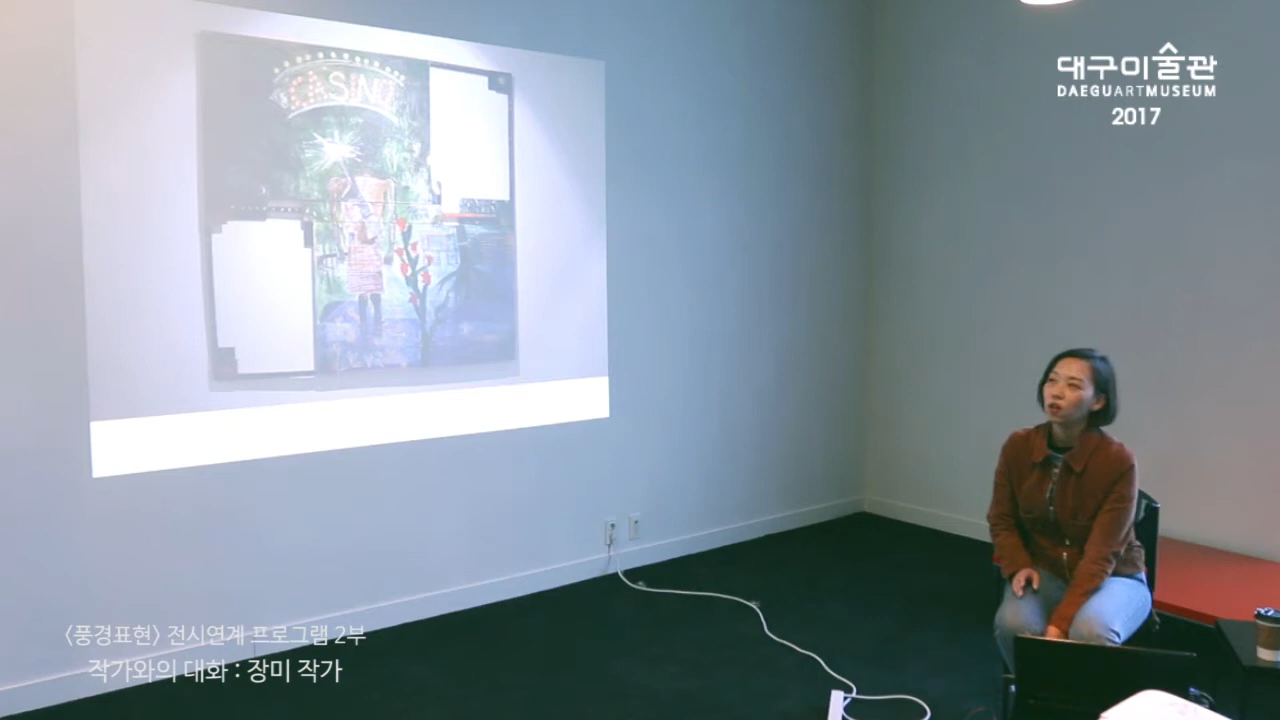 CASINO
대구미술관
DAEGUARTMUSEUM
2017
〈풍경표현〉 전시연계 프로그램 2부
작가와의 대화 : 장미 작가